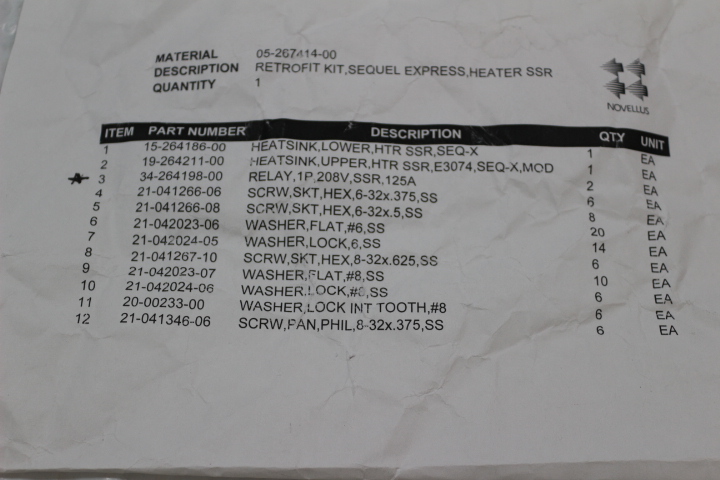 MATERIAL 05-267414-00
DESCRIPTION RETROFIT KIT,SEQUEL EXPRESS,HEATER SSR
QUANTITY 1
NOVELLUS
ITEM PART NUMBER DESCRIPTION QTY UNIT
1 15-264186-00 HEATSINK,LOWER,HTR SSR,SEQ-X 1 EA
2 19-264211-00 HEATSINK,UPPER,HTR SSR,E3074,SEQ-X,MOD 1 EA
3 34-264198-00 RELAY,1P,208V,SSR,125A 2 EA
4 21-041266-06 SCRW,SKT,HEX,6-32x.375,SS 6 EA
5 21-041266-08 SCRW,SKT,HEX,6-32x.5,SS 8 EA
6 21-042023-06 WASHER,FLAT,#6,SS 20 EA
7 21-042024-05 WASHER,LOCK,6,SS 14 EA
8 21-041267-10 SCRW,SKT,HEX,8-32x.625,SS 6 EA
9 21-042023-07 WASHER,FLAT,#8,SS 10 EA
10 21-042024-06 WASHER,LOCK,#8,SS 6 EA
11 20-00233-00 WASHER,LOCK INT TOOTH,#8 6 EA
12 21-041346-06 SCRW,PAN,PHIL,8-32x.375,SS 6 EA